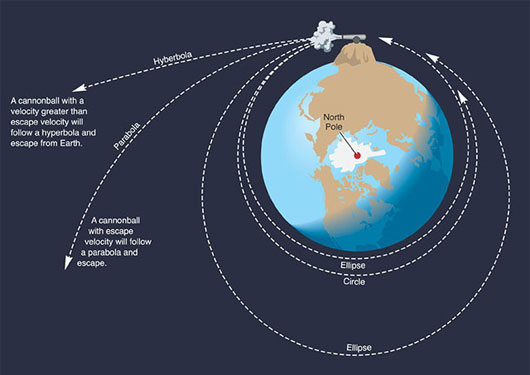 Hyberbola
A cannonball with a
velocity greater than
escape velocity will
follow a hyperbola and
escape from Earth.
Parabola
North
Pole
A cannonball
with escape
velocity will follow
a parabola and
escape.
Ellipse
Circle
Ellipse